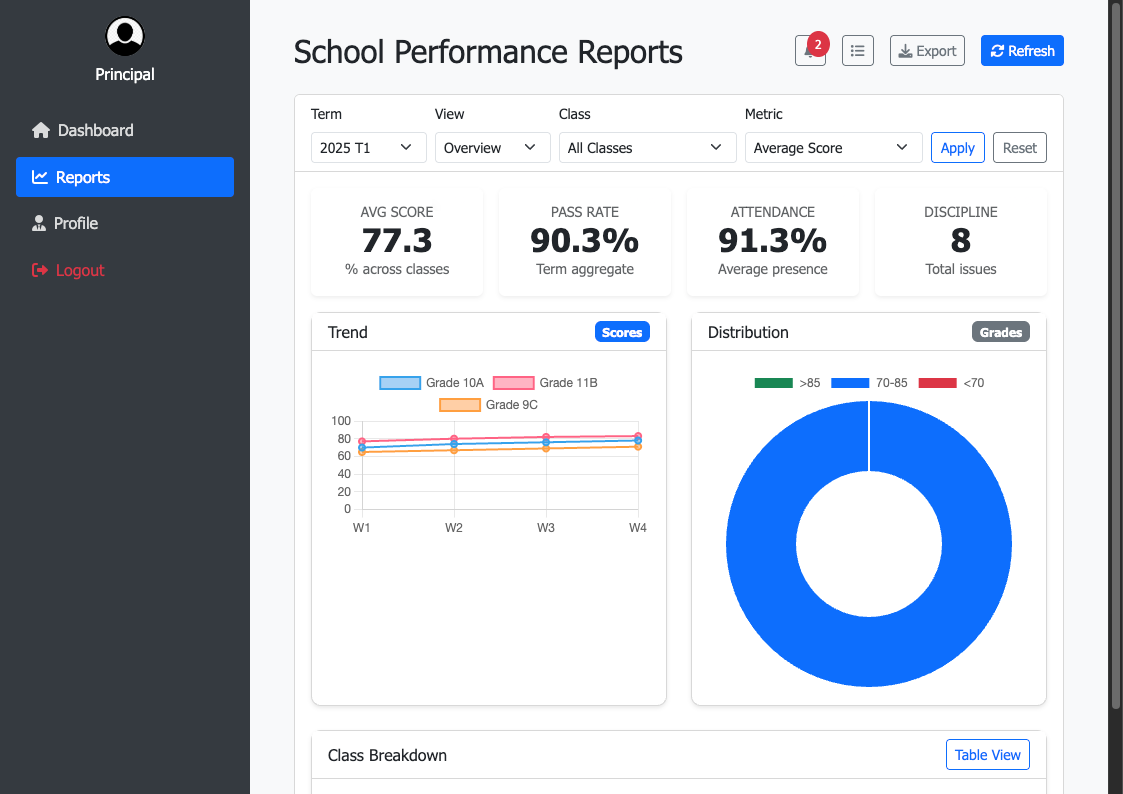 Principal
Dashboard
Reports
Profile
Logout
School Performance Reports
2
Export
Refresh
Term
View
Class
Metric
2025 T1
Overview
All Classes
Average Score
Apply
Reset
AVG SCORE
77.3
% across classes
PASS RATE
90.3%
Term aggregate
ATTENDANCE
91.3%
Average presence
DISCIPLINE
8
Total issues
Trend
Scores
Grade 10A
Grade 11B
Grade 9C
100
80
60
40
20
0
W1
W2
W3
W4
Distribution
Grades
>85
70-85
<70
Class Breakdown
Table View